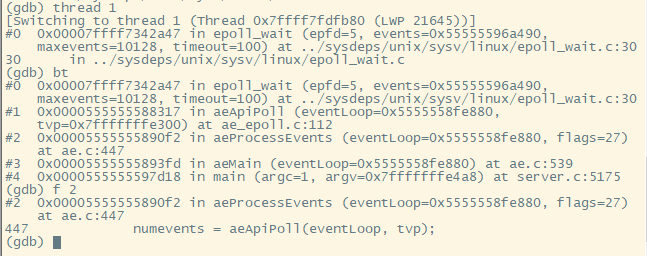 (gdb) thread 1
[Switching to thread 1 (Thread 0x7ffff7fdfb80 (LWP 21645))]
#0  0x00007ffff7342a47 in epoll_wait (epfd=5, events=0x55555596a490,
    maxevents=10128, timeout=100) at ../sysdeps/unix/sysv/linux/epoll_wait.c:30
30      in ../sysdeps/unix/sysv/linux/epoll_wait.c
(gdb) bt
#0  0x00007ffff7342a47 in epoll_wait (epfd=5, events=0x55555596a490,
    maxevents=10128, timeout=100) at ../sysdeps/unix/sysv/linux/epoll_wait.c:30
#1  0x0000555555588317 in aeApiPoll (eventLoop=0x5555558fe880,
    tvp=0x7fffffffe300) at ae_epoll.c:112
#2  0x00005555555890f2 in aeProcessEvents (eventLoop=0x5555558fe880, flags=27)
    at ae.c:447
#3  0x00005555555893fd in aeMain (eventLoop=0x5555558fe880) at ae.c:539
#4  0x0000555555597d18 in main (argc=1, argv=0x7fffffffe4a8) at server.c:5175
(gdb) f 2
#2  0x00005555555890f2 in aeProcessEvents (eventLoop=0x5555558fe880, flags=27)
    at ae.c:447
447             numevents = aeApiPoll(eventLoop, tvp);
(gdb)